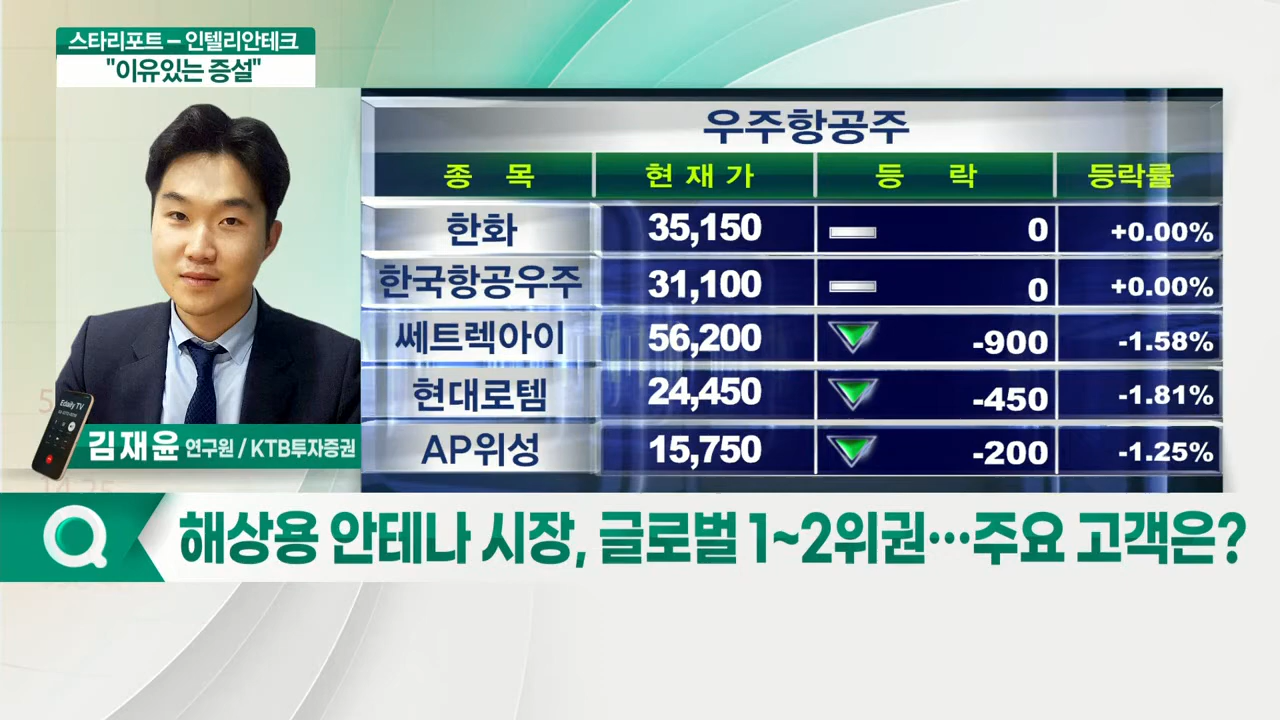 스타리포트 – 인텔리안테크
"이유있는 증설"
우주항공주
종 목 현재가 등 락 등락률
한화 35,150 0 +0.00%
한국항공우주 31,100 0 +0.00%
쎄트렉아이 56,200 -900 -1.58%
현대로템 24,450 -450 -1.81%
AP위성 15,750 -200 -1.25%
Edaily TV
김재윤 연구원 / KTB투자증권
Q 해상용 안테나 시장, 글로벌 1~2위권…주요 고객은?